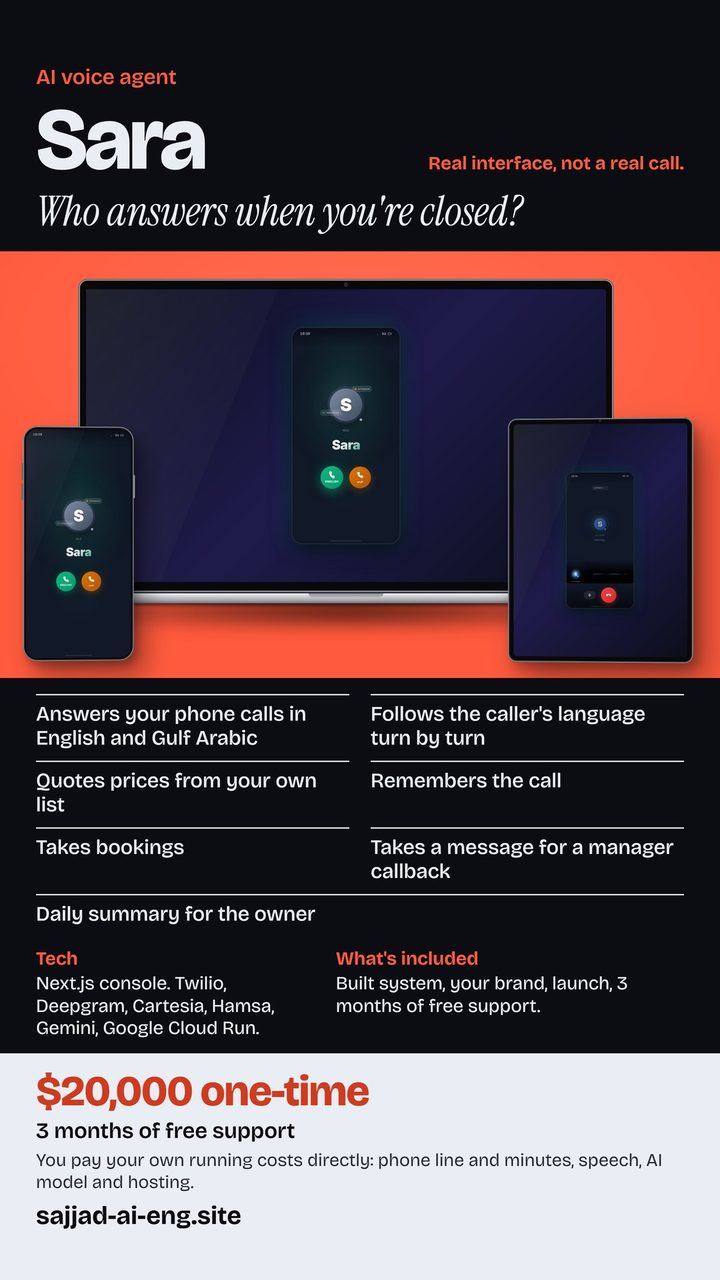 AI voice agent
Sara
Real interface, not a real call.
Who answers when you're closed?
S
Sara
S
Sara
S
Answers your phone calls in
English and Gulf Arabic
Follows the caller's language
turn by turn
Quotes prices from your own
list
Remembers the call
Takes bookings
Takes a message for a manager
callback
Daily summary for the owner
Tech
Next.js console. Twilio,
Deepgram, Cartesia, Hamsa,
Gemini, Google Cloud Run.
What's included
Built system, your brand, launch, 3
months of free support.
$20,000 one-time
3 months of free support
You pay your own running costs directly: phone line and minutes, speech, AI
model and hosting.
sajjad-ai-eng.site